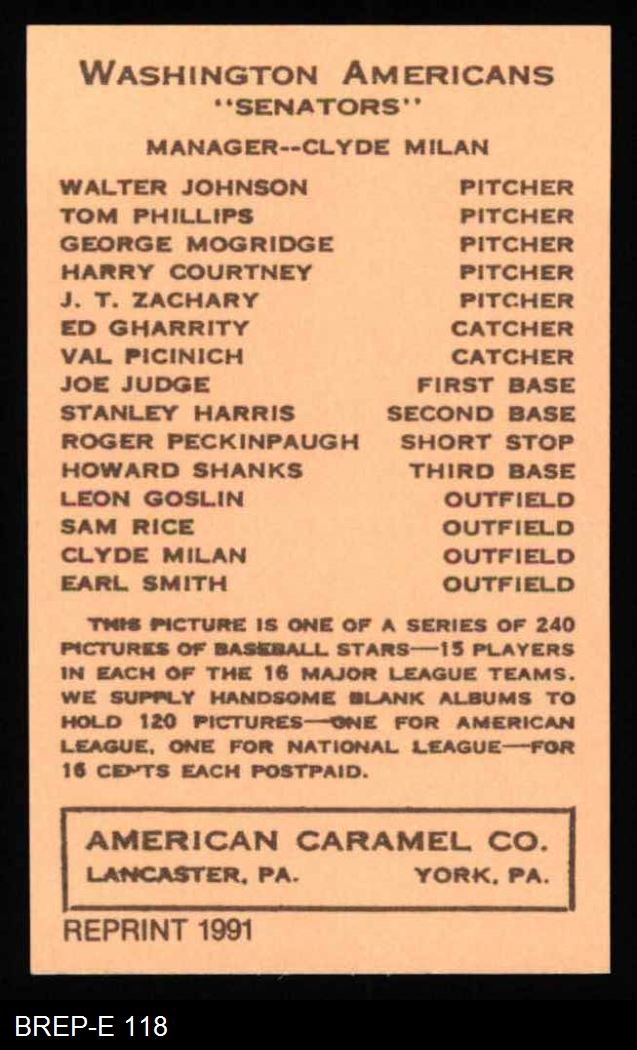 WASHINGTON AMERICANS
"SENATORS"
MANAGER--CLYDE MILAN
WALTER JOHNSON PITCHER
TOM PHILLIPS PITCHER
GEORGE MOGRIDGE PITCHER
HARRY COURTNEY PITCHER
J. T. ZACHARY PITCHER
ED GHARRITY CATCHER
VAL PICINICH CATCHER
JOE JUDGE FIRST BASE
STANLEY HARRIS SECOND BASE
ROGER PECKINPAUGH SHORT STOP
HOWARD SHANKS THIRD BASE
LEON GOSLIN OUTFIELD
SAM RICE OUTFIELD
CLYDE MILAN OUTFIELD
EARL SMITH OUTFIELD
THIS PICTURE IS ONE OF A SERIES OF 240
PICTURES OF BASEBALL STARS—15 PLAYERS
IN EACH OF THE 16 MAJOR LEAGUE TEAMS.
WE SUPPLY HANDSOME BLANK ALBUMS TO
HOLD 120 PICTURES—ONE FOR AMERICAN
LEAGUE, ONE FOR NATIONAL LEAGUE—FOR
16 CENTS EACH POSTPAID.
AMERICAN CARAMEL CO.
LANCASTER, PA. YORK, PA.
REPRINT 1991
BREP-E 118